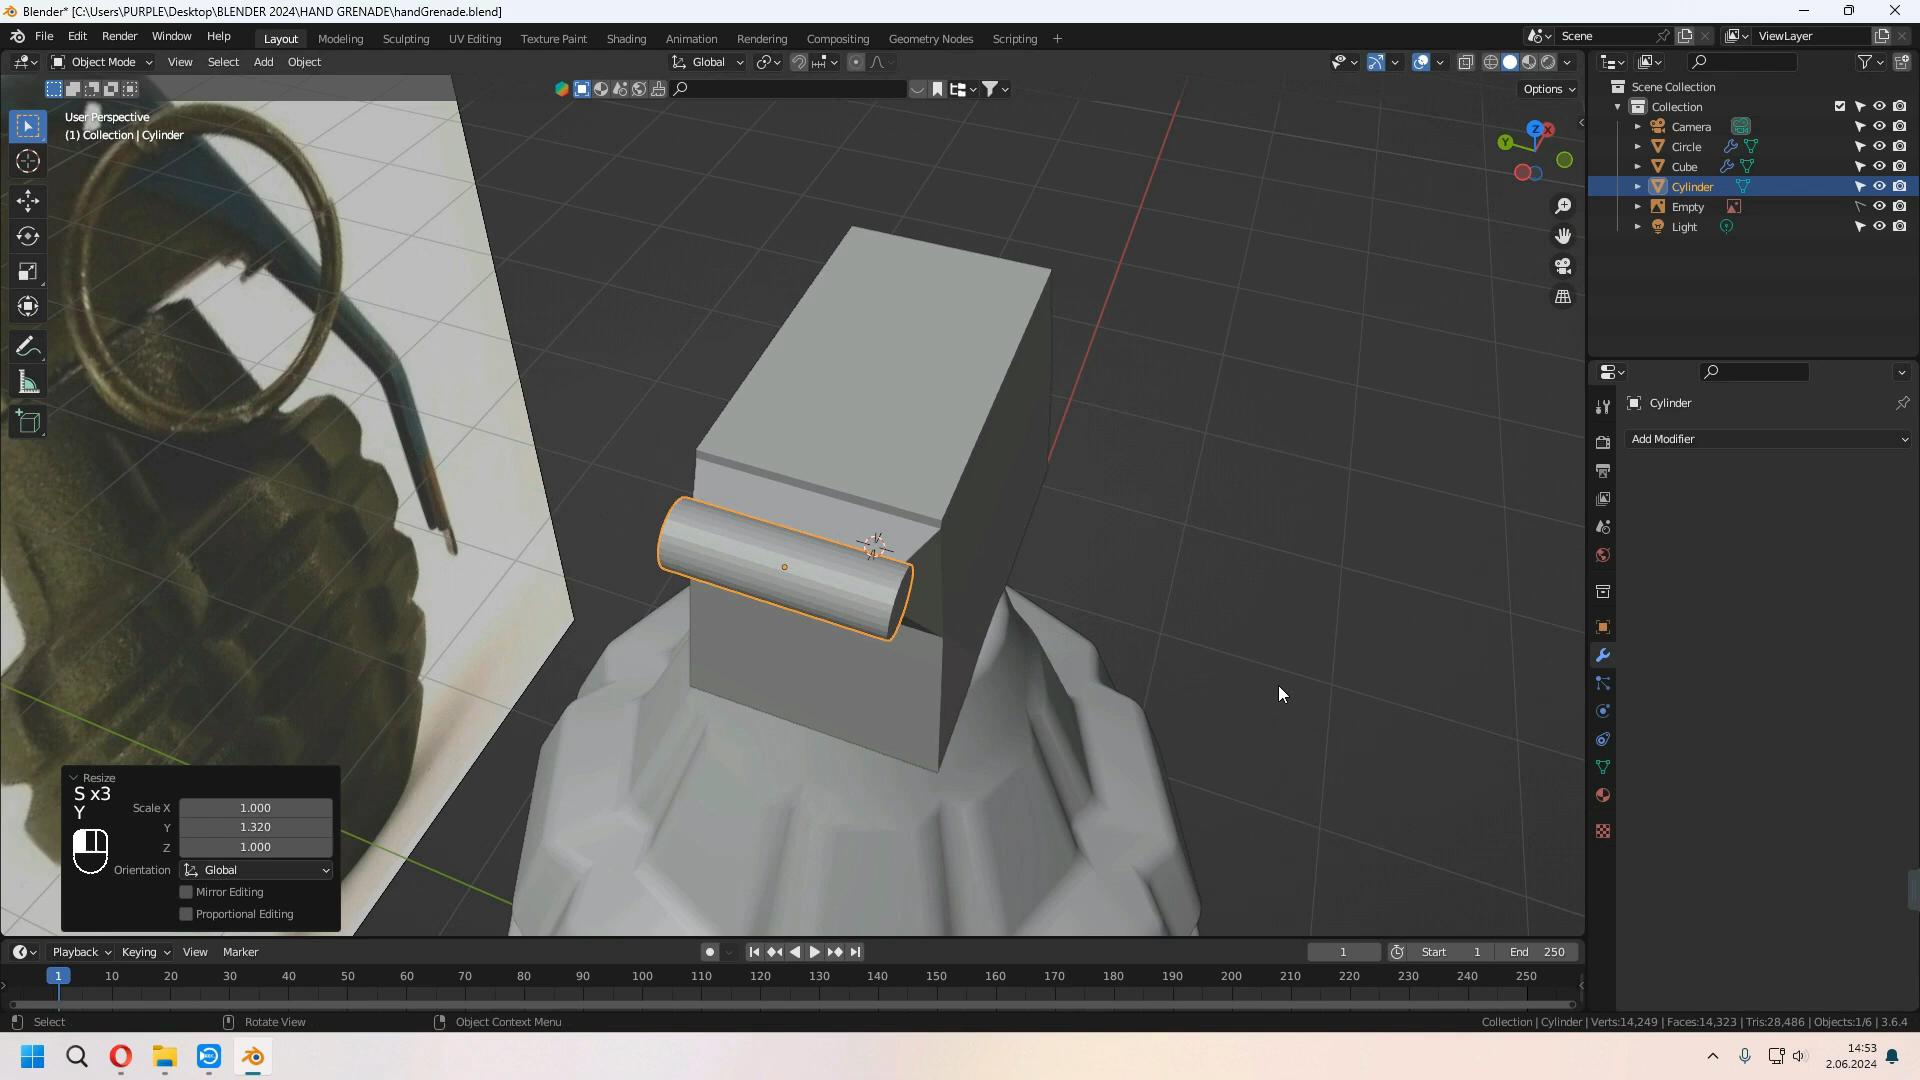 Blender* [C:\Users\PURPLE\Desktop\BLENDER 2024\HAND GRENADE\handGrenade.blend]
File Edit Render Window Help Layout Modeling Sculpting UV Editing Texture Paint Shading Animation Rendering Compositing Geometry Nodes Scripting + Scene ViewLayer
Object Mode View Select Add Object Global
Options
User Perspective
(1) Collection | Cylinder
Z X Y
Scene Collection
Collection
Camera
Circle
Cube
Cylinder
Empty
Light
Cylinder
Add Modifier
Resize
S x3
Y
Scale X 1.000
Y 1.320
Z 1.000
Orientation Global
Mirror Editing
Proportional Editing
Playback Keying View Marker 1 Start 1 End 250
1 10 20 30 40 50 60 70 80 90 100 110 120 130 140 150 160 170 180 190 200 210 220 230 240 250
Select Rotate View Object Context Menu Collection | Cylinder | Verts:14,249 | Faces:14,323 | Tris:28,486 | Objects:1/6 | 3.6.4
14:53
2.06.2024